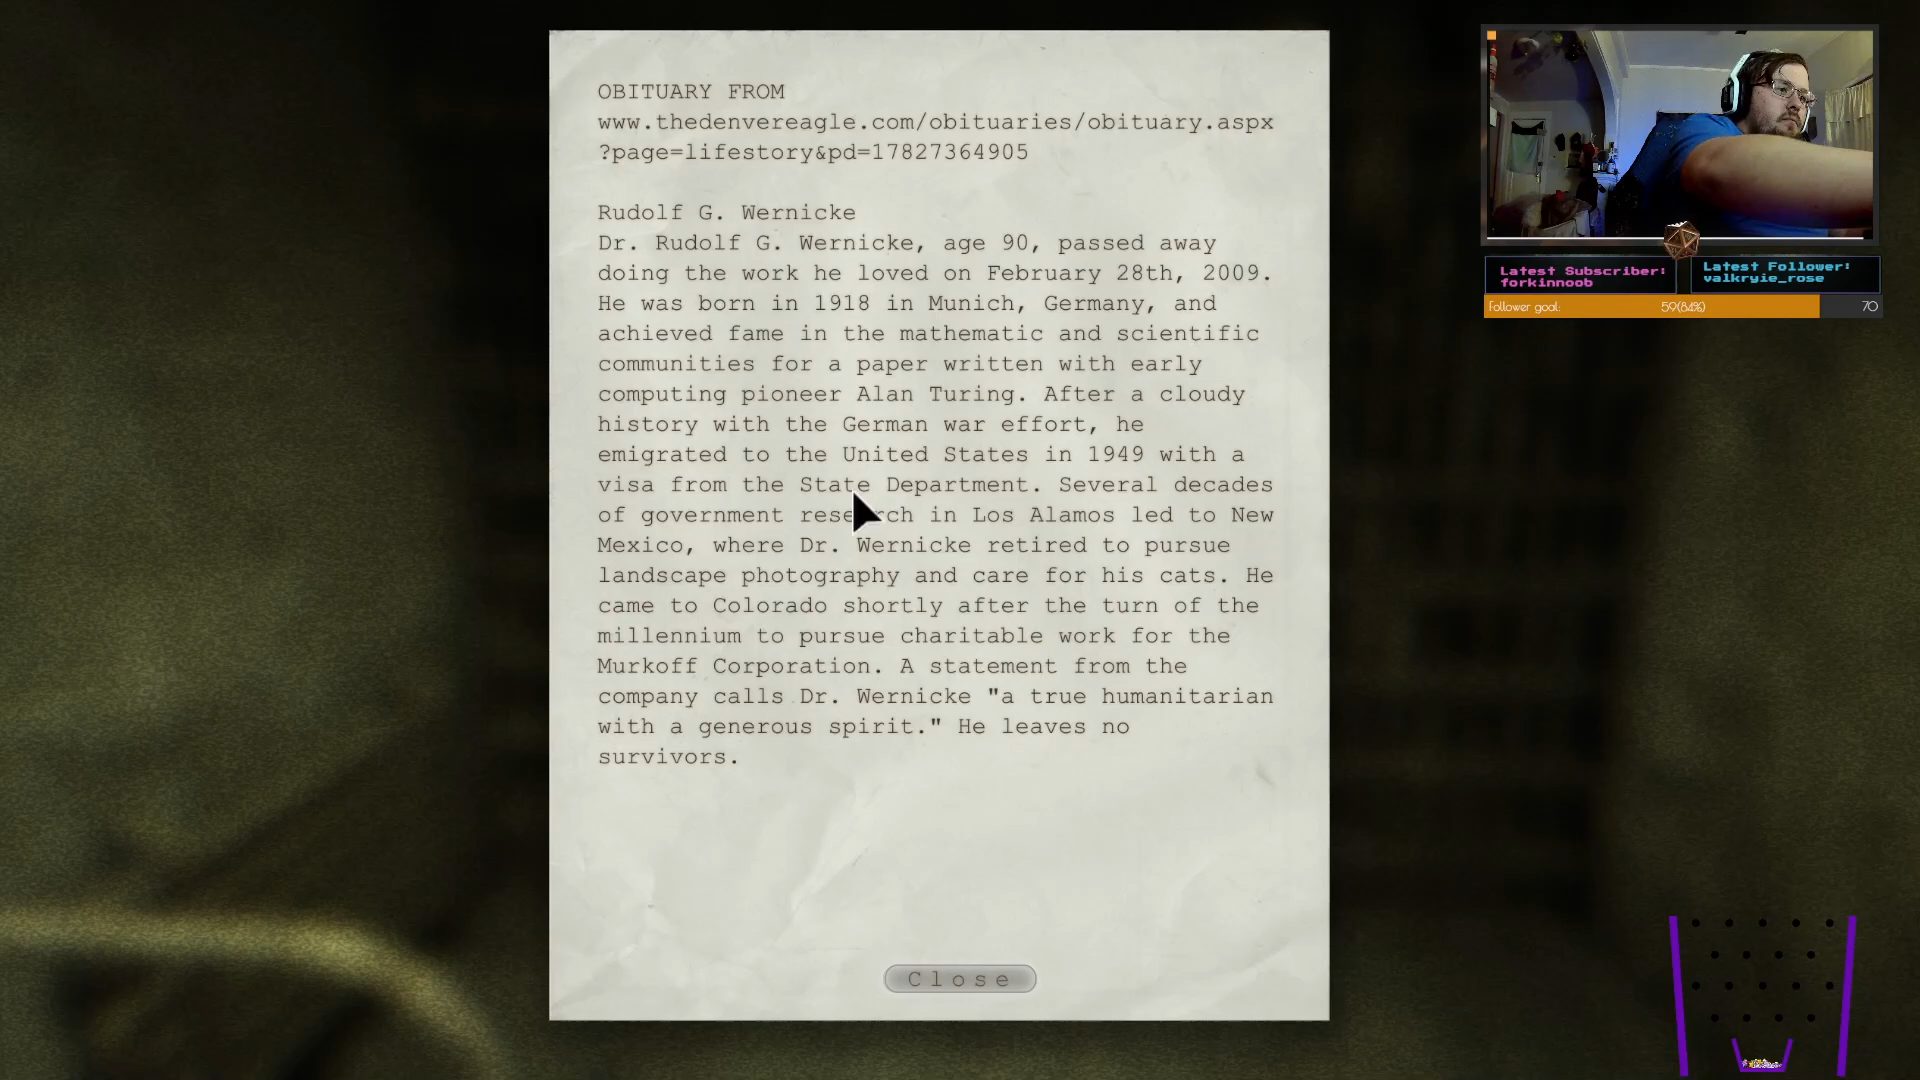 OBITUARY FROM
www.thedenvereagle.com/obituaries/obituary.aspx
?page=lifestory&pd=17827364905
Rudolf G. Wernicke
Dr. Rudolf G. Wernicke, age 90, passed away
doing the work he loved on February 28th, 2009.
He was born in 1918 in Munich, Germany, and
achieved fame in the mathematic and scientific
communities for a paper written with early
computing pioneer Alan Turing. After a cloudy
history with the German war effort, he
emigrated to the United States in 1949 with a
visa from the State Department. Several decades
of government research in Los Alamos led to New
Mexico, where Dr. Wernicke retired to pursue
landscape photography and care for his cats. He
came to Colorado shortly after the turn of the
millennium to pursue charitable work for the
Murkoff Corporation. A statement from the
company calls Dr. Wernicke "a true humanitarian
with a generous spirit." He leaves no
survivors.
Close
Latest Subscriber:
forkinnoob
Latest Follower:
valkryie_rose
Follower goal: 59(84%) 70